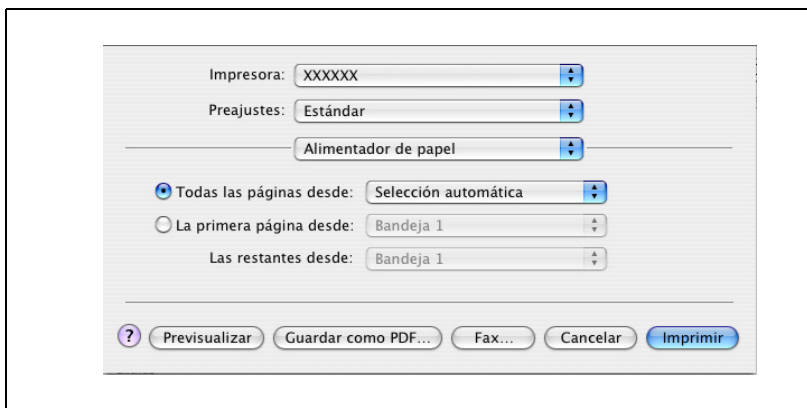 Impresora: XXXXXX
Preajustes: Estándar
Alimentador de papel
Todas las páginas desde: Selección automática
La primera página desde: Bandeja 1
Las restantes desde: Bandeja 1
? Previsualizar Guardar como PDF... Fax... Cancelar Imprimir